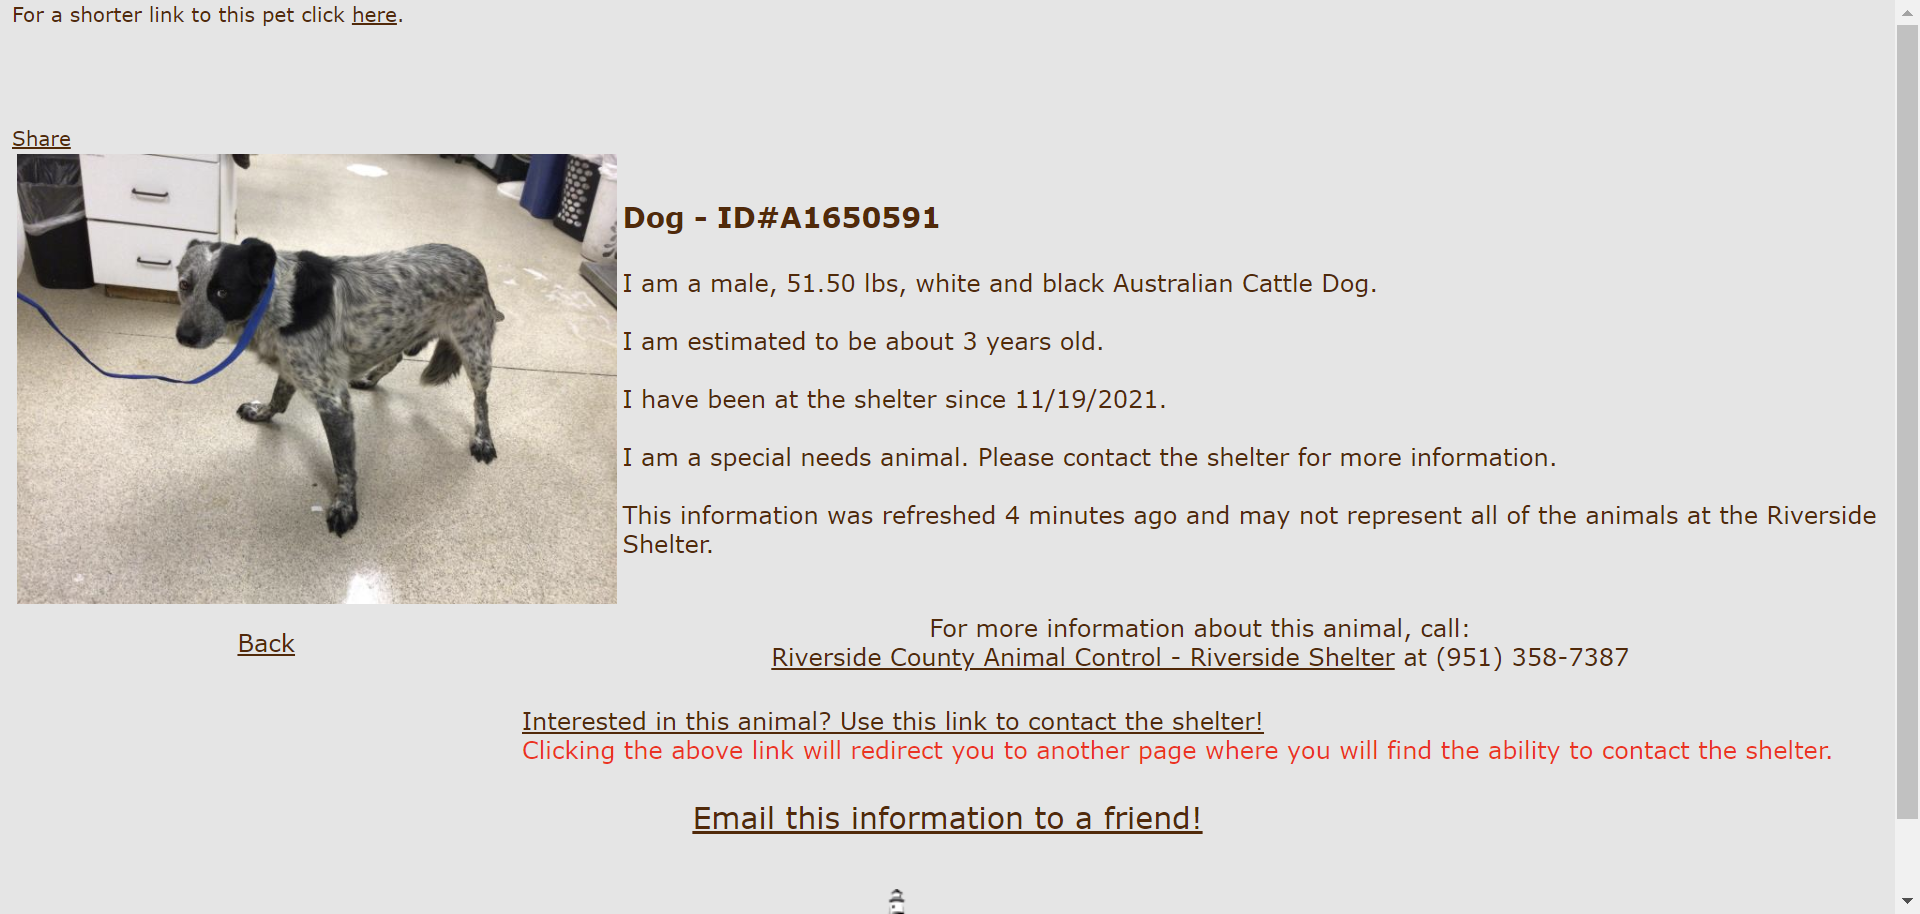 For a shorter link to this pet click here.
Share
Dog - ID#A1650591
I am a male, 51.50 lbs, white and black Australian Cattle Dog.
I am estimated to be about 3 years old.
I have been at the shelter since 11/19/2021.
I am a special needs animal. Please contact the shelter for more information.
This information was refreshed 4 minutes ago and may not represent all of the animals at the Riverside
Shelter.
Back
For more information about this animal, call:
Riverside County Animal Control - Riverside Shelter at (951) 358-7387
Interested in this animal? Use this link to contact the shelter!
Clicking the above link will redirect you to another page where you will find the ability to contact the shelter.
Email this information to a friend!